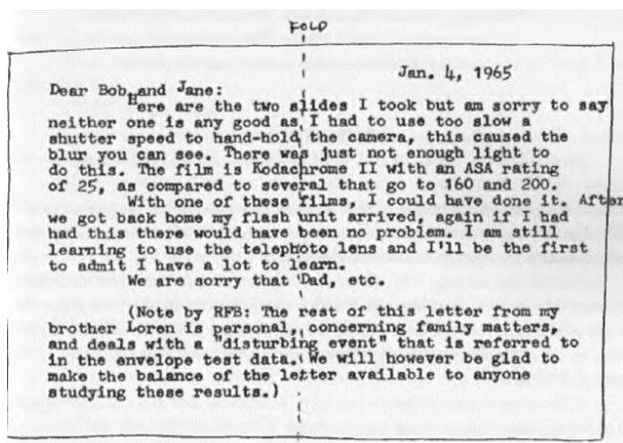 FOLD
Jan. 4, 1965
Dear Bob and Jane:
Here are the two slides I took but am sorry to say
neither one is any good as I had to use too slow a
shutter speed to hand-hold the camera, this caused the
blur you can see. There was just not enough light to
do this. The film is Kodachrome II with an ASA rating
of 25, as compared to several that go to 160 and 200.
With one of these films, I could have done it. After
we got back home my flash unit arrived, again if I had
had this there would have been no problem. I am still
learning to use the telephoto lens and I'll be the first
to admit I have a lot to learn.
We are sorry that Dad, etc.
(Note by RFB: The rest of this letter from my
brother Loren is personal, concerning family matters,
and deals with a "disturbing event" that is referred to
in the envelope test data. We will however be glad to
make the balance of the letter available to anyone
studying these results.)